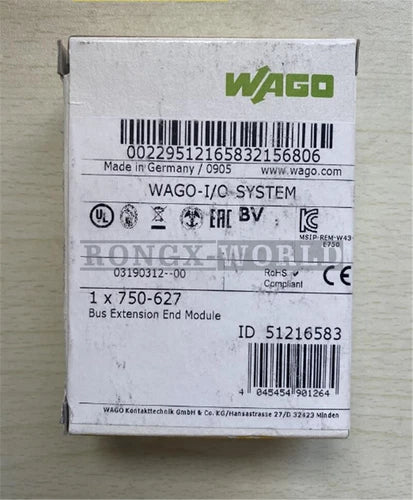 WAGO
00229512165832156806
Made in Germany / 0905 www.wago.com
WAGO-I/O-SYSTEM
UL EAC BV
MSIP-REM-W43-
E750
RONGX-WORLD
03190312--00
RoHS ✓
Compliant
CE
1 x 750-627
Bus Extension End Module
ID 51216583
4 045454 901264
WAGO Kontakttechnik GmbH & Co. KG/Hansastrasse 27/D 32423 Minden